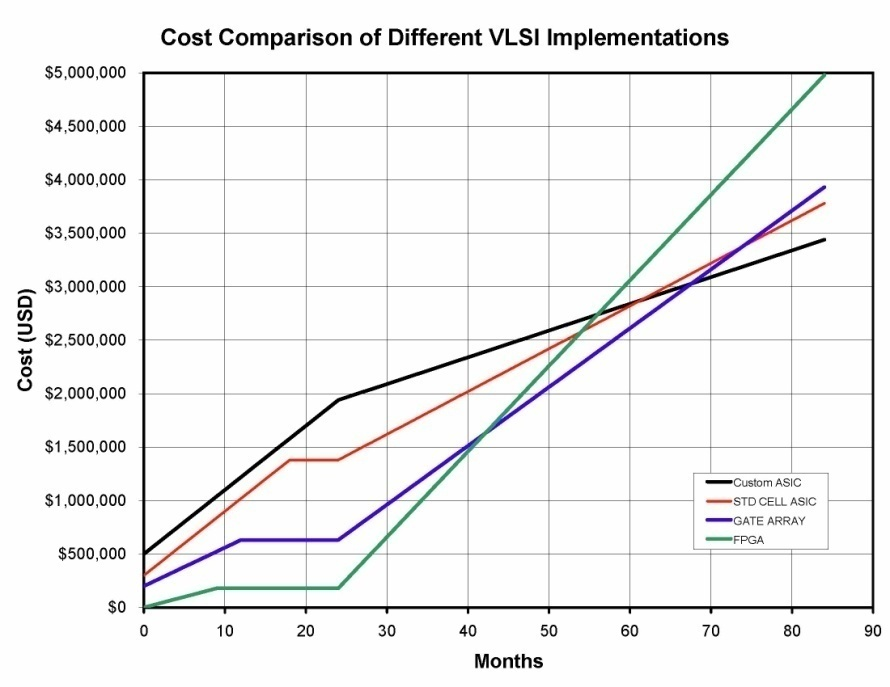 Cost Comparison of Different VLSI Implementations
$5,000,000
$4,500,000
$4,000,000
$3,500,000
$3,000,000
$2,500,000
$2,000,000
$1,500,000
$1,000,000
$500,000
$0
Cost (USD)
0 10 20 30 40 50 60 70 80 90
Months
Custom ASIC
STD CELL ASIC
GATE ARRAY
FPGA